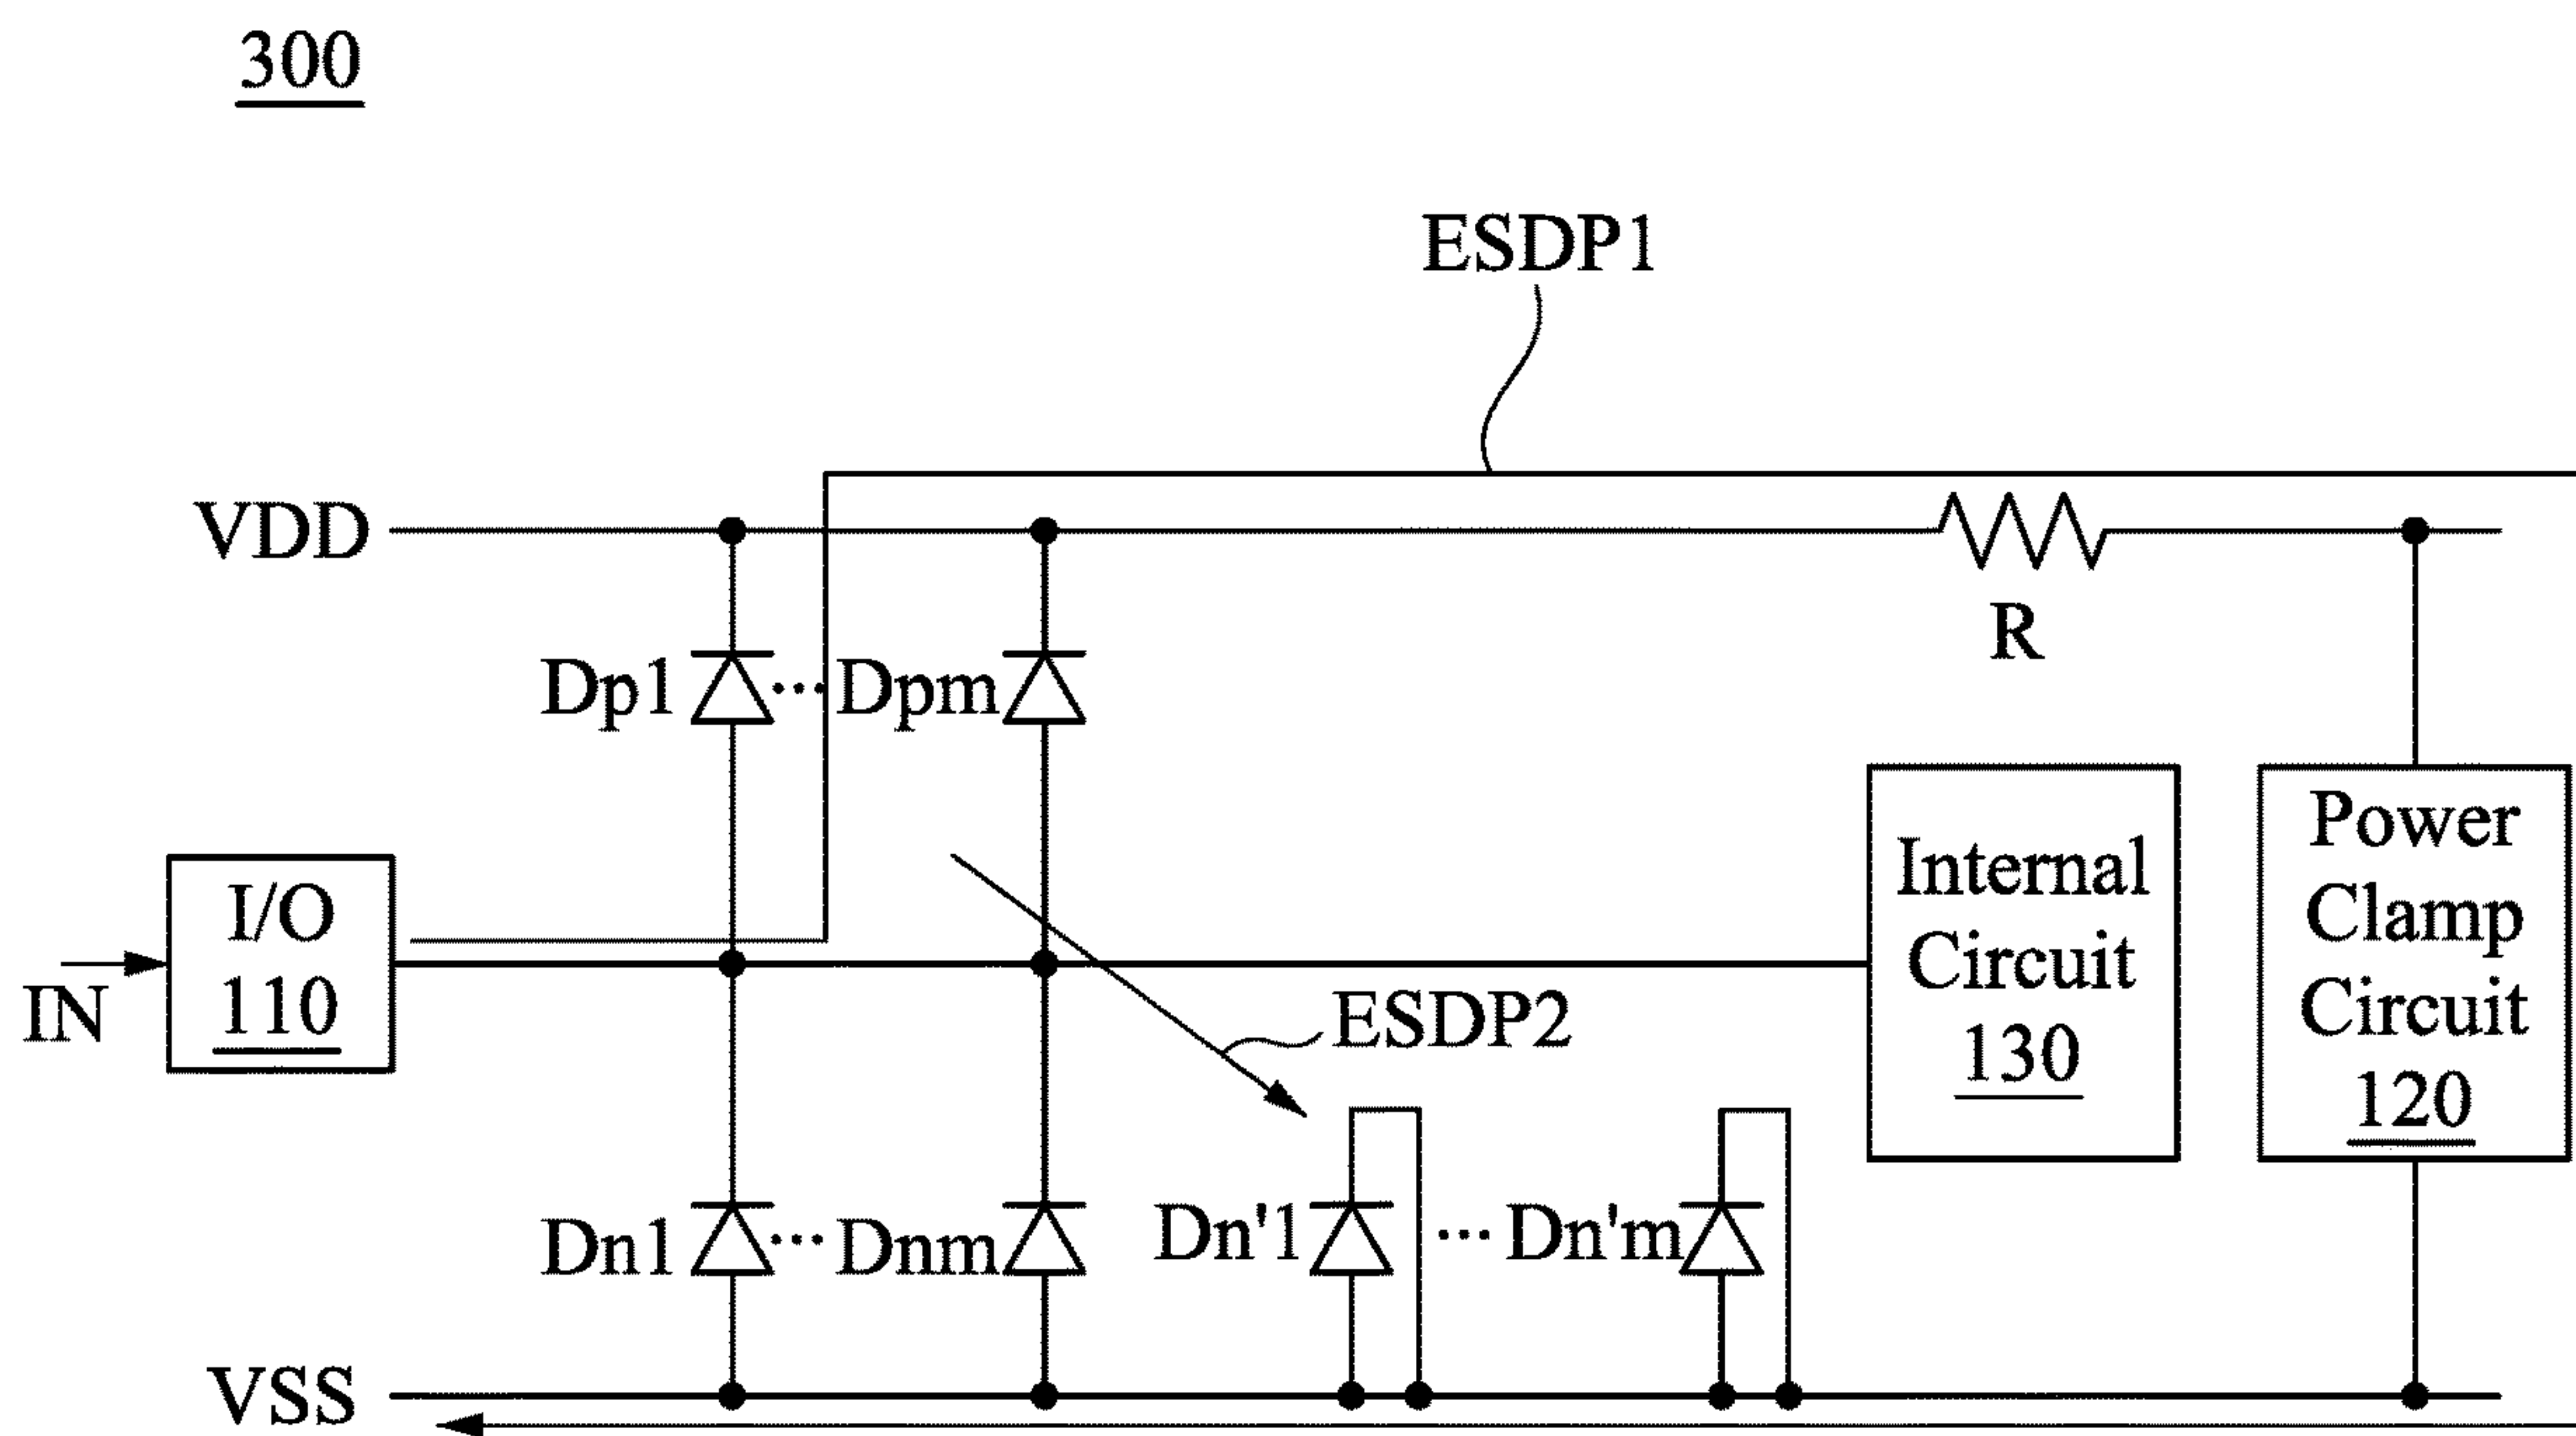 300
ESDP1
VDD
R
Dp1 ... Dpm
I/O
110
IN
Internal
Circuit
130
Power
Clamp
Circuit
120
ESDP2
Dn1 ... Dnm
Dn'1 ... Dn'm
VSS